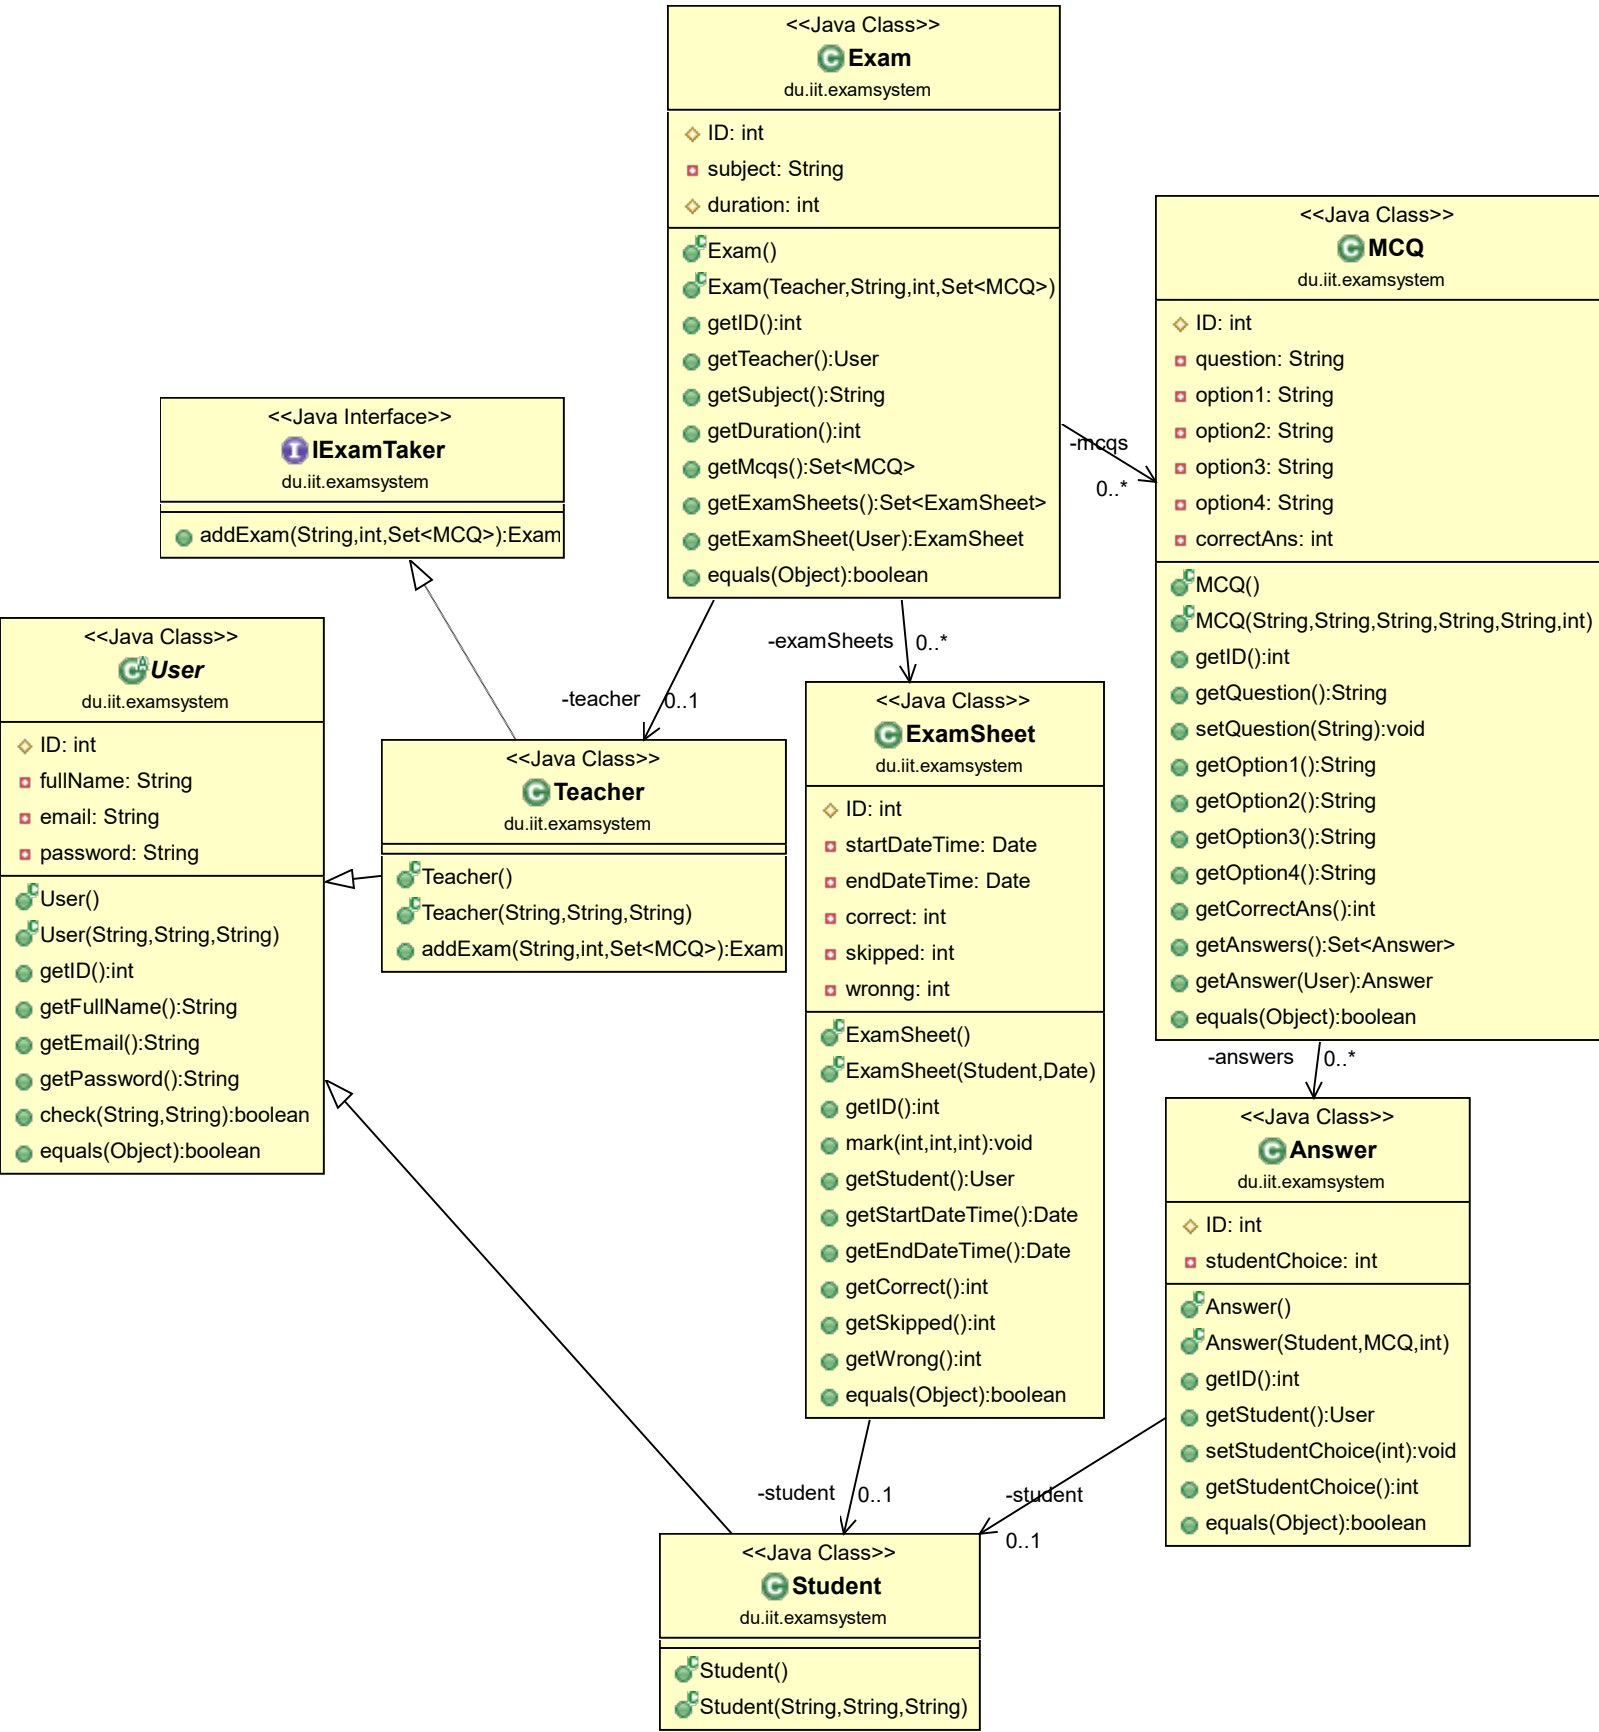 <<Java Class>>
Exam
du.iit.examsystem
ID: int
subject: String
duration: int
Exam()
Exam(Teacher,String,int,Set<MCQ>)
getID():int
getTeacher():User
getSubject():String
getDuration():int
getMcqs():Set<MCQ>
getExamSheets():Set<ExamSheet>
getExamSheet(User):ExamSheet
equals(Object):boolean
-mcqs
0..*
<<Java Class>>
MCQ
du.iit.examsystem
ID: int
question: String
option1: String
option2: String
option3: String
option4: String
correctAns: int
MCQ()
MCQ(String,String,String,String,String,int)
getID():int
getQuestion():String
setQuestion(String):void
getOption1():String
getOption2():String
getOption3():String
getOption4():String
getCorrectAns():int
getAnswers():Set<Answer>
getAnswer(User):Answer
equals(Object):boolean
<<Java Interface>>
IExamTaker
du.iit.examsystem
addExam(String,int,Set<MCQ>):Exam
-examSheets
0..*
-teacher
0..1
<<Java Class>>
User
du.iit.examsystem
ID: int
fullName: String
email: String
password: String
User()
User(String,String,String)
getID():int
getFullName():String
getEmail():String
getPassword():String
check(String,String):boolean
equals(Object):boolean
<<Java Class>>
Teacher
du.iit.examsystem
Teacher()
Teacher(String,String,String)
addExam(String,int,Set<MCQ>):Exam
<<Java Class>>
ExamSheet
du.iit.examsystem
ID: int
startDateTime: Date
endDateTime: Date
correct: int
skipped: int
wronng: int
ExamSheet()
ExamSheet(Student,Date)
getID():int
mark(int,int,int):void
getStudent():User
getStartDateTime():Date
getEndDateTime():Date
getCorrect():int
getSkipped():int
getWrong():int
equals(Object):boolean
-answers
0..*
<<Java Class>>
Answer
du.iit.examsystem
ID: int
studentChoice: int
Answer()
Answer(Student,MCQ,int)
getID():int
getStudent():User
setStudentChoice(int):void
getStudentChoice():int
equals(Object):boolean
-student
0..1
-student
0..1
<<Java Class>>
Student
du.iit.examsystem
Student()
Student(String,String,String)